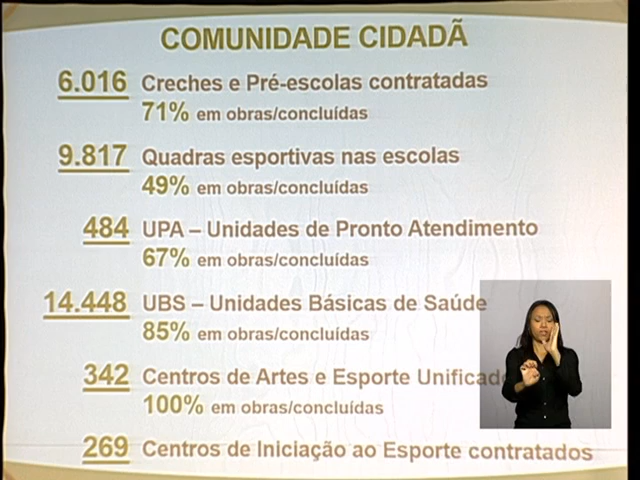 COMUNIDADE CIDADÃ
6.016 Creches e Pré-escolas contratadas
71% em obras/concluídas
9.817 Quadras esportivas nas escolas
49% em obras/concluídas
484 UPA – Unidades de Pronto Atendimento
67% em obras/concluídas
14.448 UBS – Unidades Básicas de Saúde
85% em obras/concluídas
342 Centros de Artes e Esporte
100% em obras/concluídas
269 Centros de Iniciação ao Esporte contratados